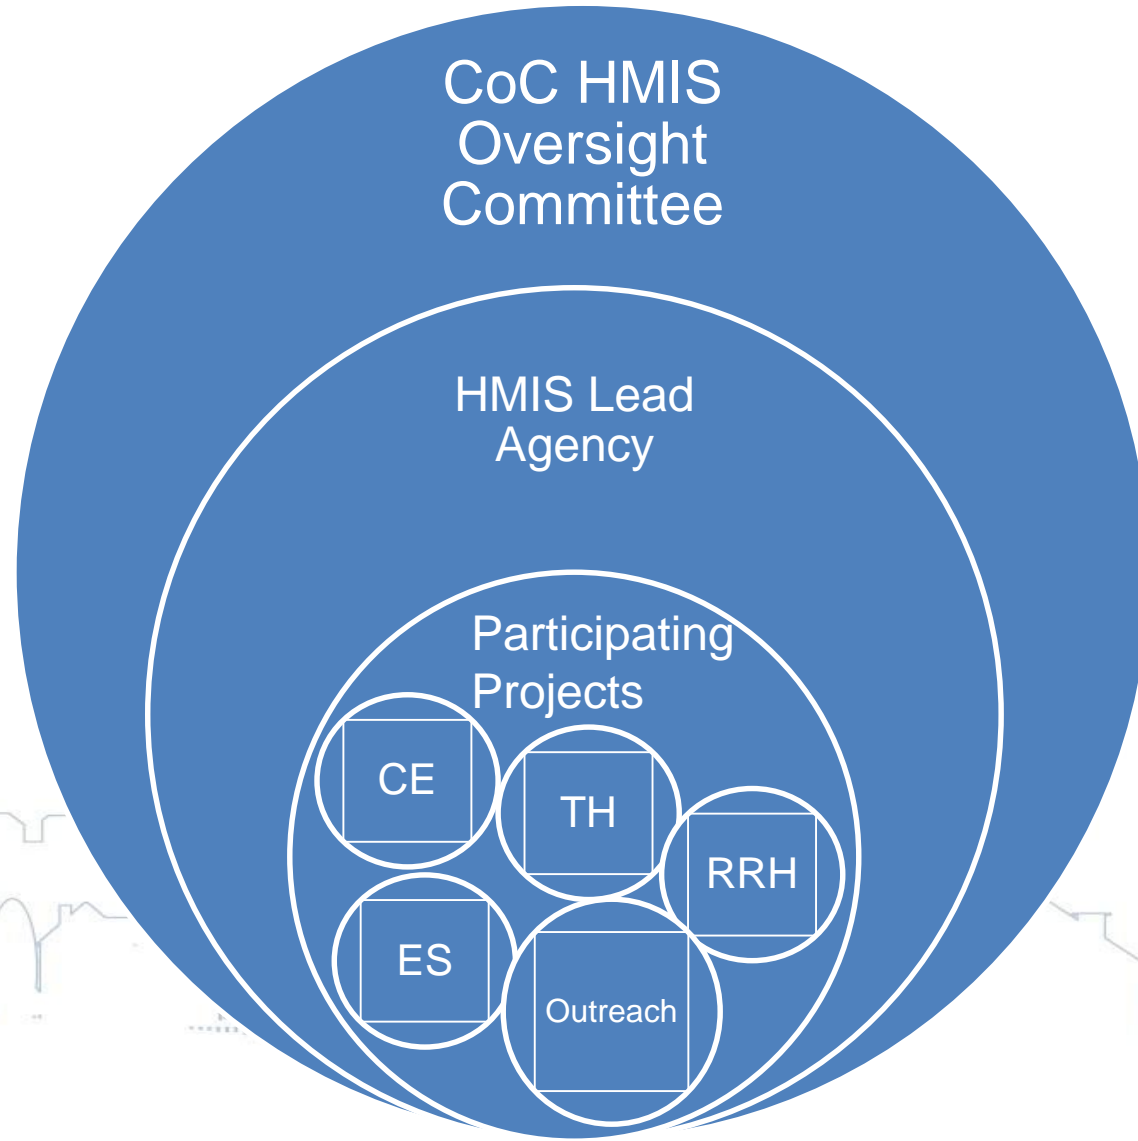 CoC HMIS
Oversight
Committee
HMIS Lead
Agency
Participating
Projects
CE
TH
RRH
ES
Outreach